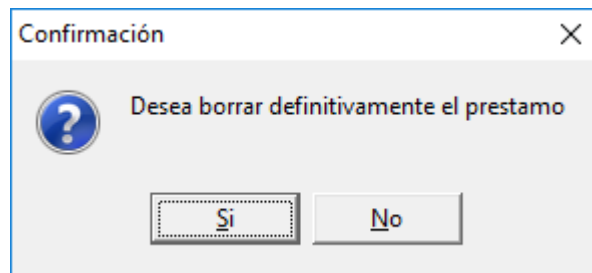 Confirmación
Desea borrar definitivamente el prestamo
Si
No